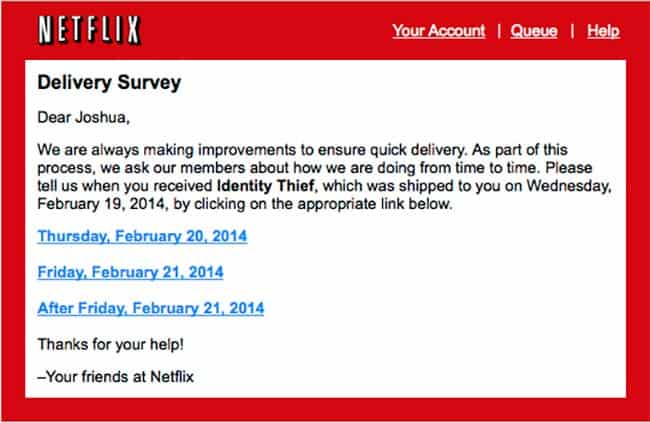 NETFLIX
Your Account | Queue | Help
Delivery Survey
Dear Joshua,
We are always making improvements to ensure quick delivery. As part of this
process, we ask our members about how we are doing from time to time. Please
tell us when you received Identity Thief, which was shipped to you on Wednesday,
February 19, 2014, by clicking on the appropriate link below.
Thursday, February 20, 2014
Friday, February 21, 2014
After Friday, February 21, 2014
Thanks for your help!
–Your friends at Netflix